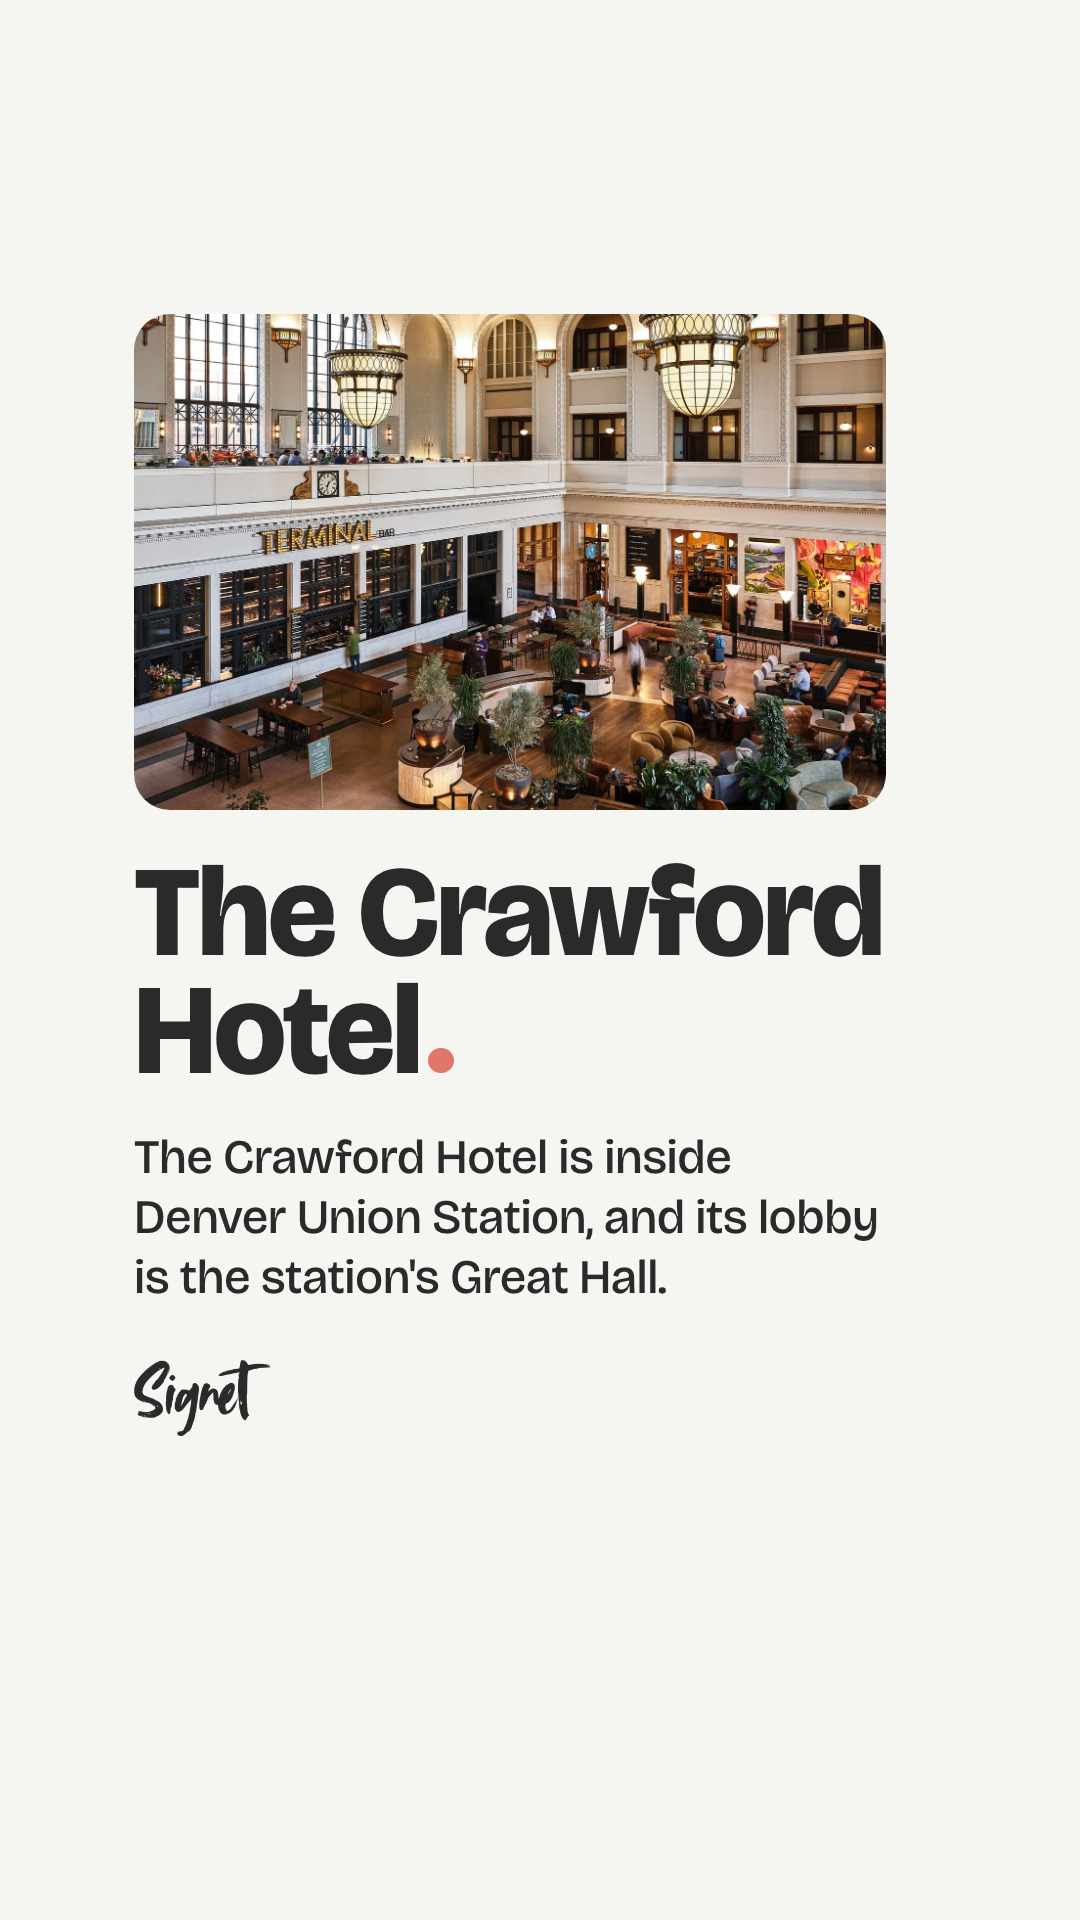 TERMINAL BAR
The Crawford
Hotel.
The Crawford Hotel is inside
Denver Union Station, and its lobby
is the station's Great Hall.
Signet